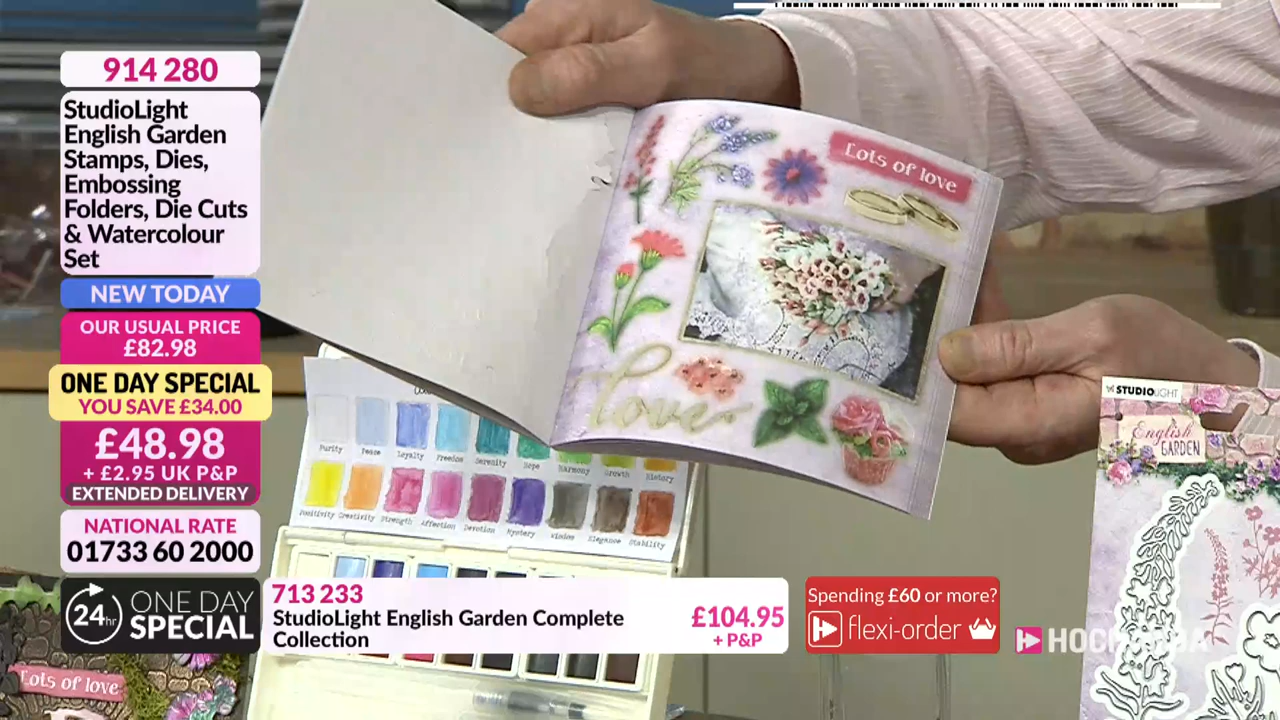 914 280
StudioLight
English Garden
Stamps, Dies,
Embossing
Folders, Die Cuts
& Watercolour
Set
NEW TODAY
OUR USUAL PRICE
£82.98
ONE DAY SPECIAL
YOU SAVE £34.00
£48.98
+ £2.95 UK P&P
EXTENDED DELIVERY
NATIONAL RATE
01733 60 2000
24hr
ONE DAY
SPECIAL
713 233
StudioLight English Garden Complete
Collection
£104.95
+ P&P
Spending £60 or more?
flexi-order
HOCHANDA
Lots of love
love
Purity Peace Loyalty Freedom Serenity Hope Harmony Growth History
Positivity Creativity Strength Affection Devotion Mystery Wisdom Elegance Stability
STUDIOLIGHT
English
GARDEN
Lots of love